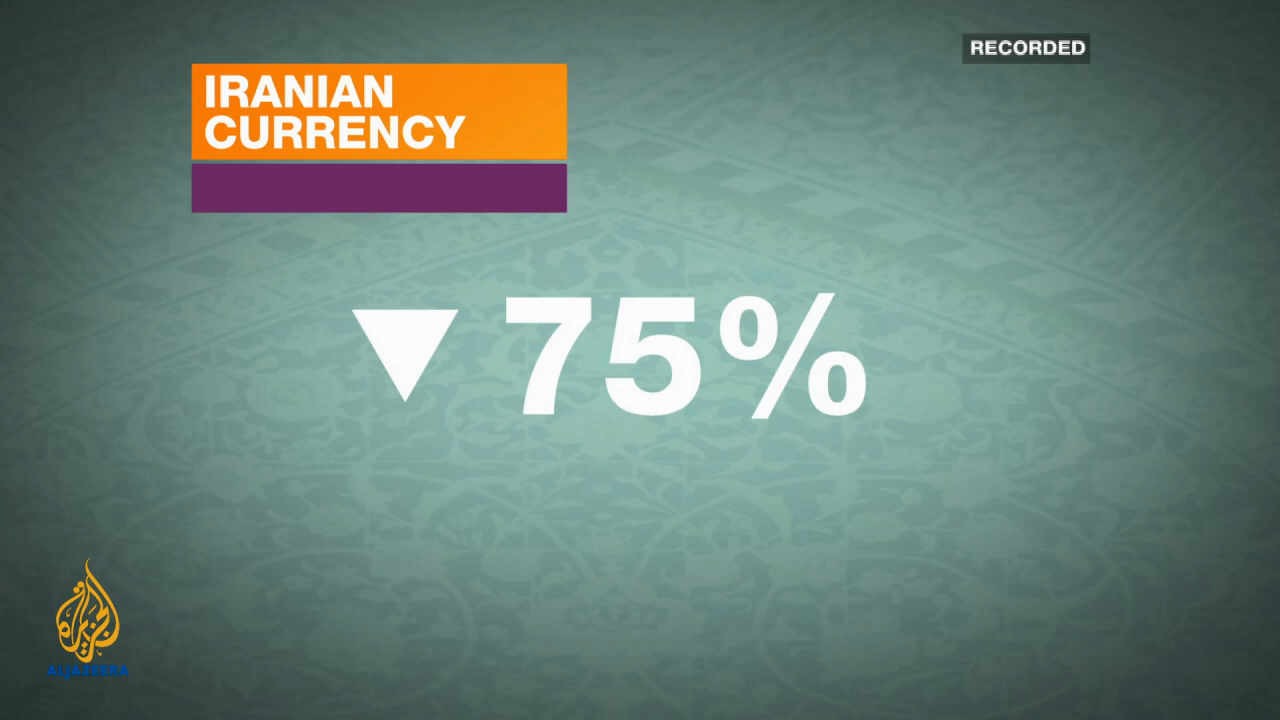 RECORDED
IRANIAN
CURRENCY
▼75%
الجزيرة
ALJAZEERA